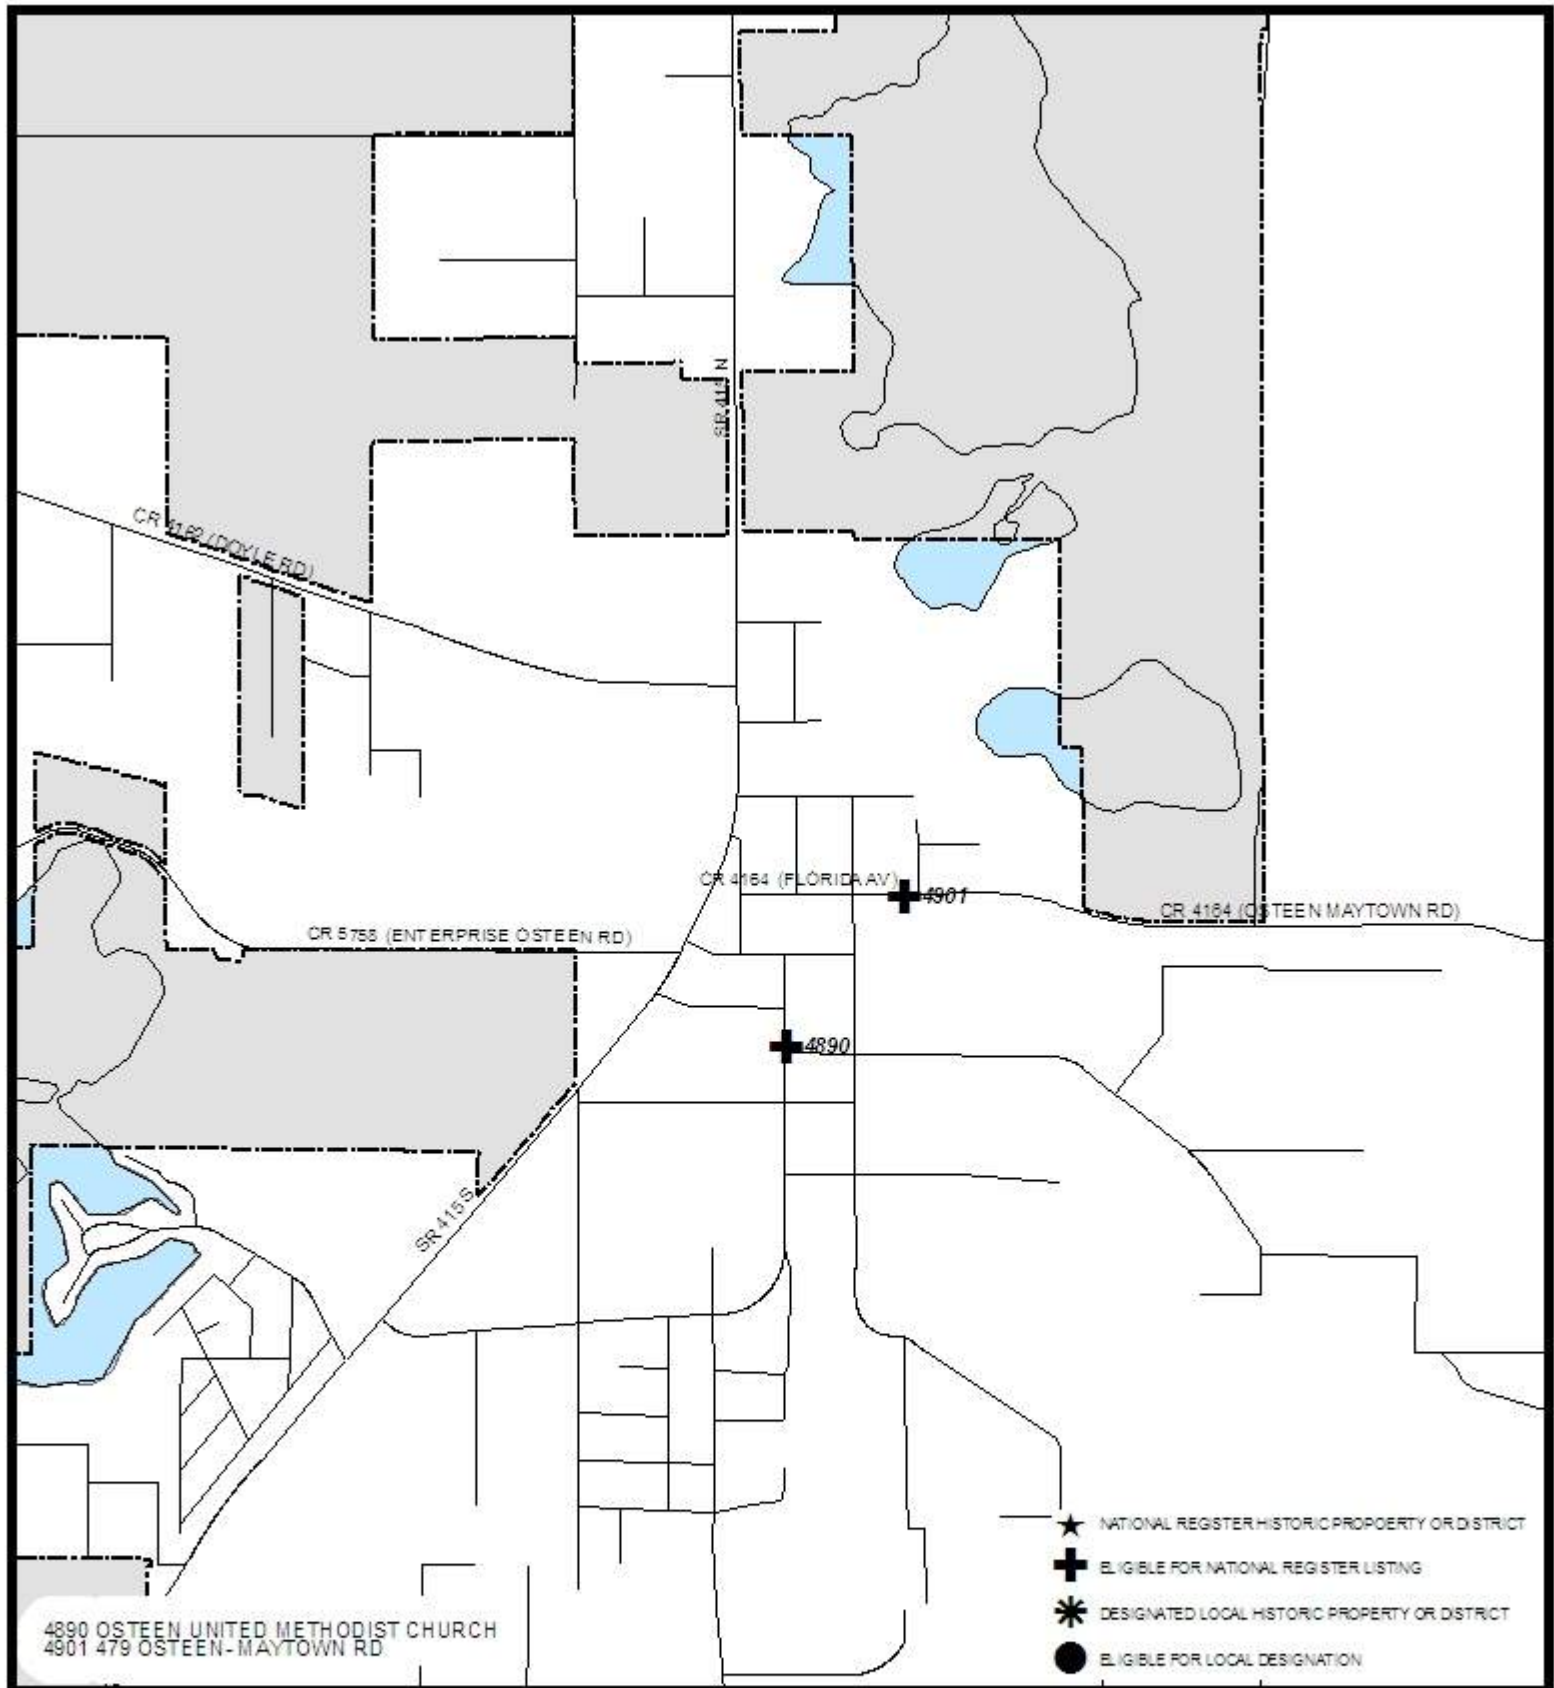 SR 415 N
CR 4162 (DOYLE RD)
CR 4164 (FLORIDA AV)
4901
CR 4164 (OSTEEN MAYTOWN RD)
CR 5758 (ENTERPRISE OSTEEN RD)
4890
SR 415 S
NATIONAL REGISTER HISTORIC PROPOERTY OR DISTRICT
ELIGIBLE FOR NATIONAL REGISTER LISTING
DESIGNATED LOCAL HISTORIC PROPERTY OR DISTRICT
ELIGIBLE FOR LOCAL DESIGNATION
4890 OSTEEN UNITED METHODIST CHURCH
4901 479 OSTEEN-MAYTOWN RD